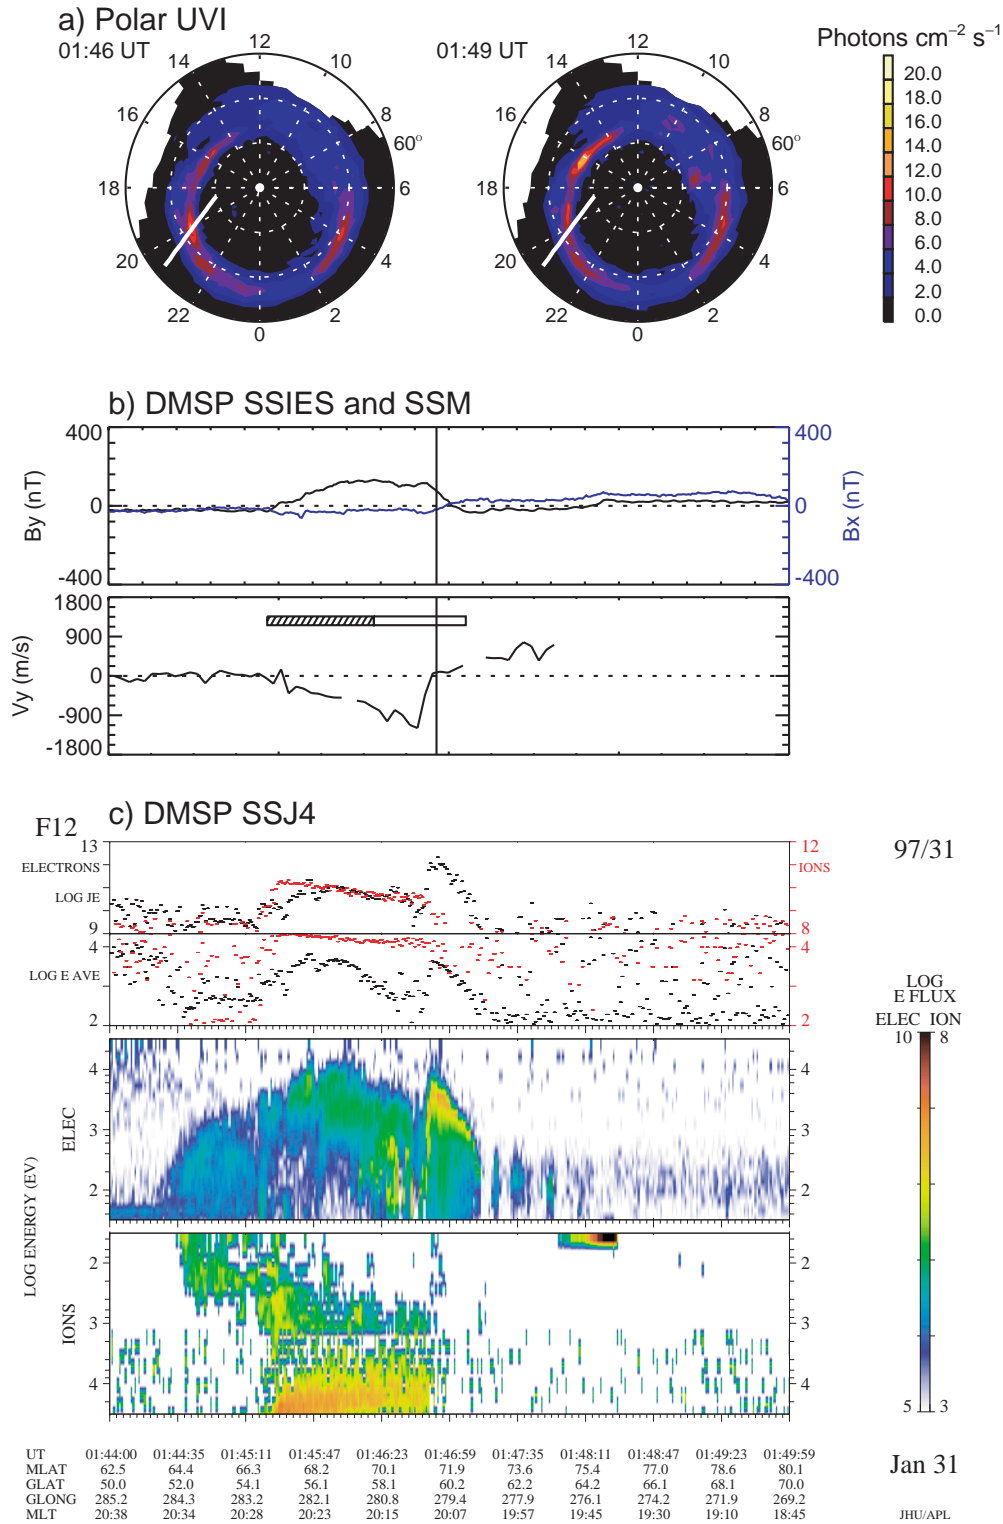 a) Polar UVI
01:46 UT
12
14
10
16
8
60°
18
6
20
4
22
2
0
01:49 UT
12
14
10
16
8
60°
18
6
20
4
22
2
0
Photons cm⁻² s⁻¹
20.0
18.0
16.0
14.0
12.0
10.0
8.0
6.0
4.0
2.0
0.0
b) DMSP SSIES and SSM
400
0
-400
By (nT)
400
0
-400
Bx (nT)
1800
900
0
-900
-1800
Vy (m/s)
c) DMSP SSJ4
F12
97/31
13
ELECTRONS
LOG JE
9
12
IONS
8
4
LOG E AVE
2
4
2
LOG
E FLUX
ELEC ION
10 8
5 3
LOG ENERGY (EV)
ELEC
4
3
2
4
3
2
IONS
2
3
4
2
3
4
UT 01:44:00 01:44:35 01:45:11 01:45:47 01:46:23 01:46:59 01:47:35 01:48:11 01:48:47 01:49:23 01:49:59
MLAT 62.5 64.4 66.3 68.2 70.1 71.9 73.6 75.4 77.0 78.6 80.1
GLAT 50.0 52.0 54.1 56.1 58.1 60.2 62.2 64.2 66.1 68.1 70.0
GLONG 285.2 284.3 283.2 282.1 280.8 279.4 277.9 276.1 274.2 271.9 269.2
MLT 20:38 20:34 20:28 20:23 20:15 20:07 19:57 19:45 19:30 19:10 18:45
Jan 31
JHU/APL